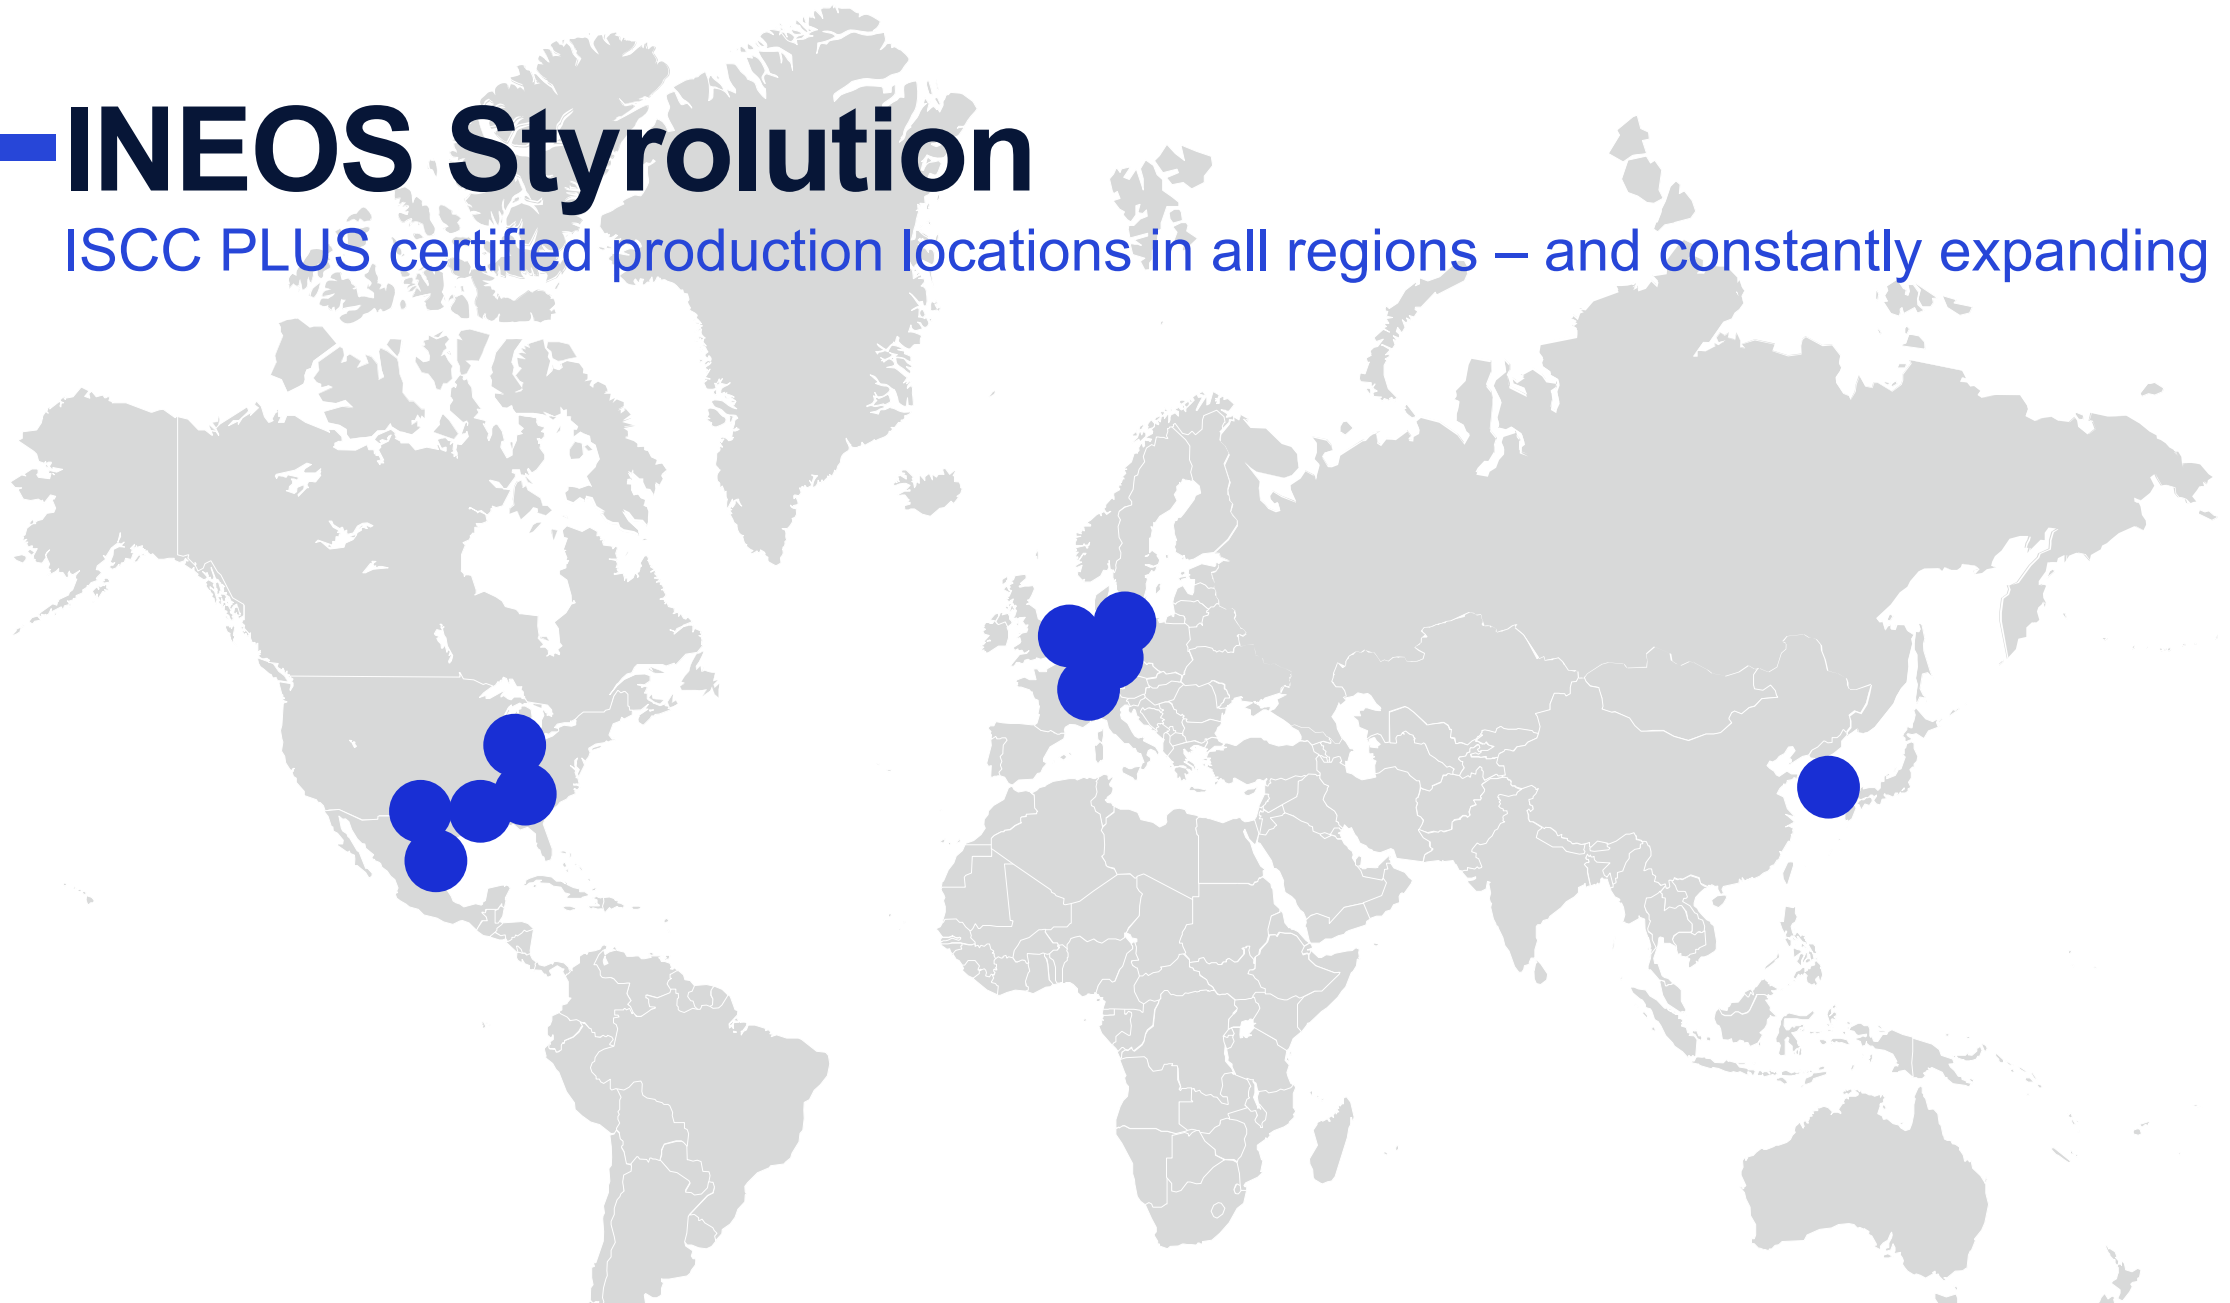 INEOS Styrolution
ISCC PLUS certified production locations in all regions – and constantly expanding